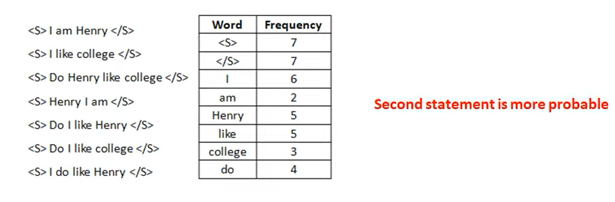 <S> I am Henry </S>
<S> I like college </S>
<S> Do Henry like college </S>
<S> Henry I am </S>
<S> Do I like Henry </S>
<S> Do I like college </S>
<S> I do like Henry </S>
Word Frequency
<S> 7
</S> 7
I 6
am 2
Henry 5
like 5
college 3
do 4
Second statement is more probable